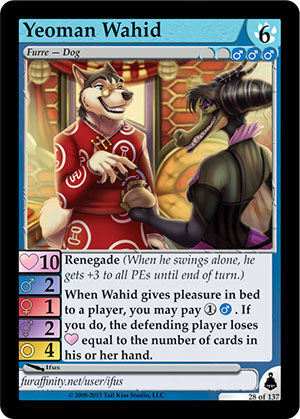 Yeoman Wahid
6
Furre — Dog
10
2
1
2
4
Renegade (When he swings alone, he
gets +3 to all PEs until end of turn.)
When Wahid gives pleasure in bed
to a player, you may pay 1 ♂. If
you do, the defending player loses
♡ equal to the number of cards in
his or her hand.
Ifus
furaffinity.net/user/ifus
28 of 137
© 2008-2015 Tail Kiss Studio, LLC